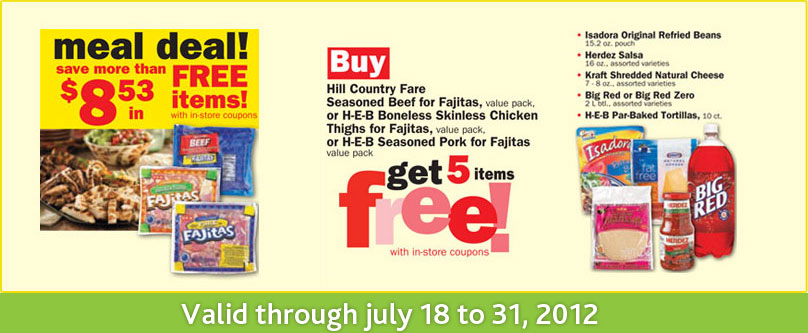 meal deal!
save more than
$8.53 FREE
in items!
with in-store coupons
BEEF
FAJITAS
FAJITAS
Buy
Hill Country Fare
Seasoned Beef for Fajitas, value pack,
or H-E-B Boneless Skinless Chicken
Thighs for Fajitas, value pack,
or H-E-B Seasoned Pork for Fajitas
value pack
get 5 items
free!
with in-store coupons
• Isadora Original Refried Beans
15.2 oz. pouch
• Herdez Salsa
16 oz., assorted varieties
• Kraft Shredded Natural Cheese
7 - 8 oz., assorted varieties
• Big Red or Big Red Zero
2 L btl., assorted varieties
• H-E-B Par-Baked Tortillas, 10 ct.
Isadora
fat
free
BIG
RED
HERDEZ
Valid through july 18 to 31, 2012